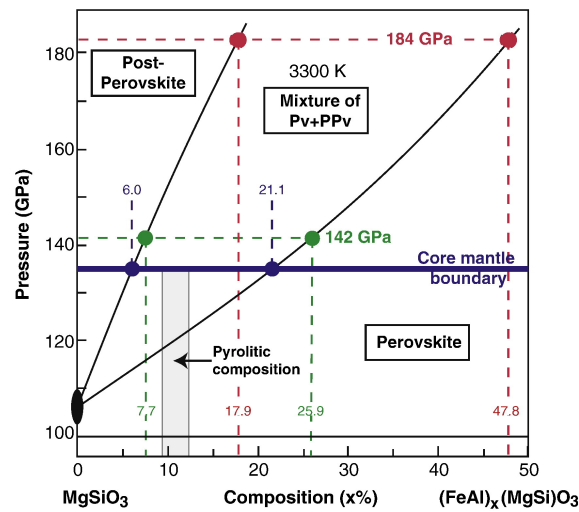 184 GPa
180
Post-
Perovskite
3300 K
Mixture of
Pv+PPv
160
6.0
21.1
142 GPa
140
Core mantle
boundary
Pressure (GPa)
120
Perovskite
Pyrolitic
composition
7.7
17.9
25.9
47.8
100
0
10
20
30
40
50
MgSiO3
Composition (x%)
(FeAl)x(MgSi)O3